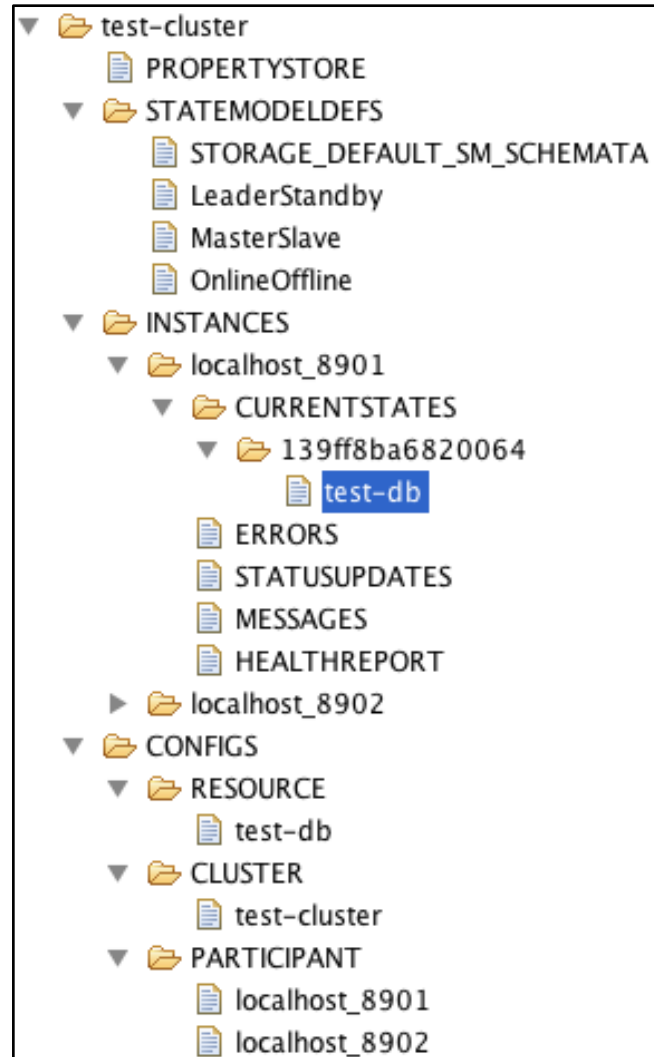 test-cluster
PROPERTYSTORE
STATEMODELDEFS
STORAGE_DEFAULT_SM_SCHEMATA
LeaderStandby
MasterSlave
OnlineOffline
INSTANCES
localhost_8901
CURRENTSTATES
139ff8ba6820064
test-db
ERRORS
STATUSUPDATES
MESSAGES
HEALTHREPORT
localhost_8902
CONFIGS
RESOURCE
test-db
CLUSTER
test-cluster
PARTICIPANT
localhost_8901
localhost_8902